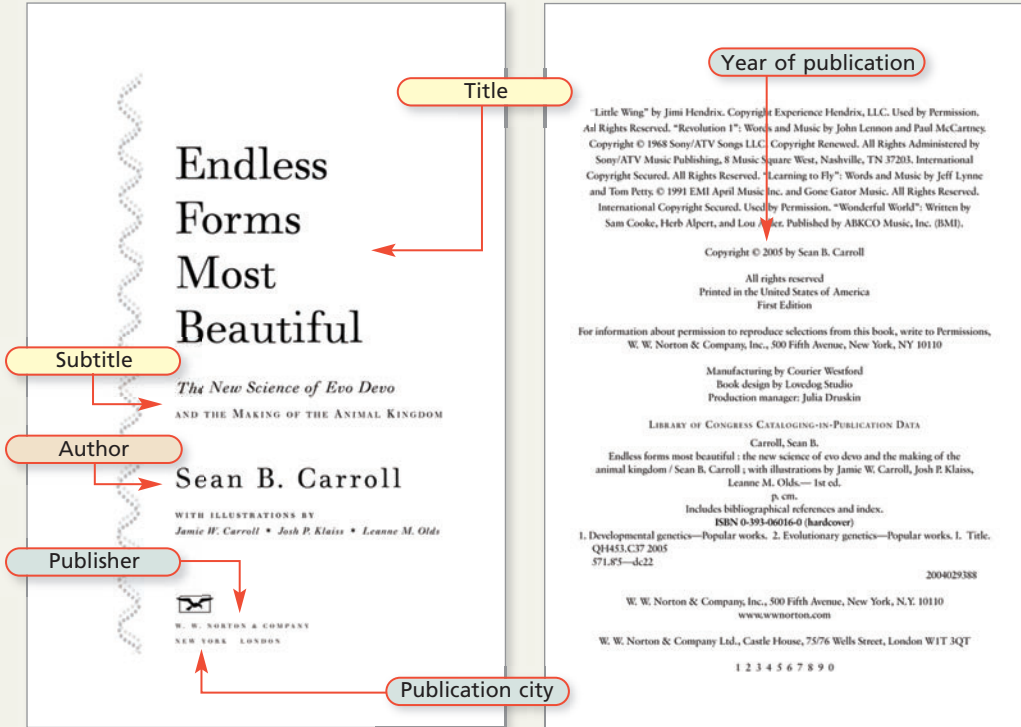 Title
Endless
Forms
Most
Beautiful
Subtitle
The New Science of Evo Devo
AND THE MAKING OF THE ANIMAL KINGDOM
Author
Sean B. Carroll
WITH ILLUSTRATIONS BY
Jamie W. Carroll • Josh P. Klaiss • Leanne M. Olds
Publisher
W. W. NORTON & COMPANY
NEW YORK LONDON
Publication city
Year of publication
"Little Wing" by Jimi Hendrix. Copyright Experience Hendrix, LLC. Used by Permission.
All Rights Reserved. "Revolution 1": Words and Music by John Lennon and Paul McCartney.
Copyright © 1968 Sony/ATV Songs LLC. Copyright Renewed. All Rights Administered by
Sony/ATV Music Publishing, 8 Music Square West, Nashville, TN 37203. International
Copyright Secured. All Rights Reserved. "Learning to Fly": Words and Music by Jeff Lynne
and Tom Petty. © 1991 EMI April Music Inc. and Gone Gator Music. All Rights Reserved.
International Copyright Secured. Used by Permission. "Wonderful World": Written by
Sam Cooke, Herb Alpert, and Lou Adler. Published by ABKCO Music, Inc. (BMI).
Copyright © 2005 by Sean B. Carroll
All rights reserved
Printed in the United States of America
First Edition
For information about permission to reproduce selections from this book, write to Permissions,
W. W. Norton & Company, Inc., 500 Fifth Avenue, New York, NY 10110
Manufacturing by Courier Westford
Book design by Lovedog Studio
Production manager: Julia Druskin
LIBRARY OF CONGRESS CATALOGING-IN-PUBLICATION DATA
Carroll, Sean B.
Endless forms most beautiful : the new science of evo devo and the making of the
animal kingdom / Sean B. Carroll ; with illustrations by Jamie W. Carroll, Josh P. Klaiss,
Leanne M. Olds.— 1st ed.
p. cm.
Includes bibliographical references and index.
ISBN 0-393-06016-0 (hardcover)
1. Developmental genetics—Popular works. 2. Evolutionary genetics—Popular works. I. Title.
QH453.C37 2005
571.8'5—dc22
2004029388
W. W. Norton & Company, Inc., 500 Fifth Avenue, New York, N.Y. 10110
www.wwnorton.com
W. W. Norton & Company Ltd., Castle House, 75/76 Wells Street, London W1T 3QT
1 2 3 4 5 6 7 8 9 0